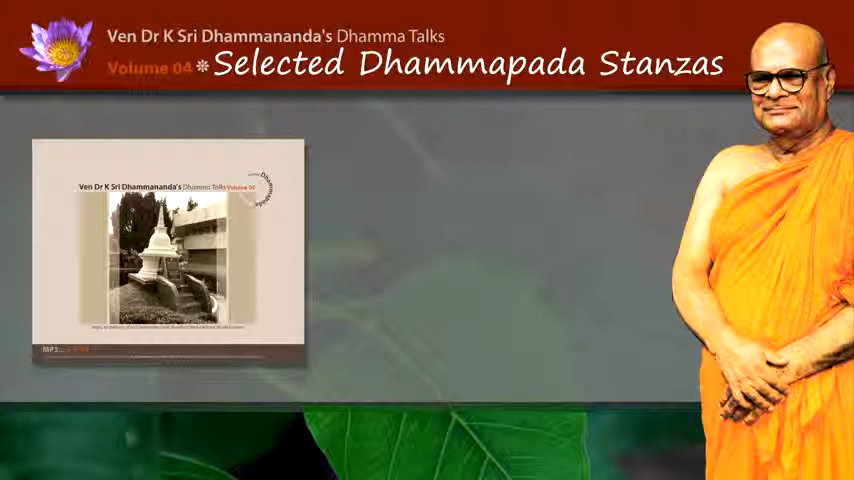 Ven Dr K Sri Dhammananda's Dhamma Talks
Volume 04 * Selected Dhammapada Stanzas
Ven Dr K Sri Dhammananda's Dhamma Talks Volume
Dhammapada
MP3